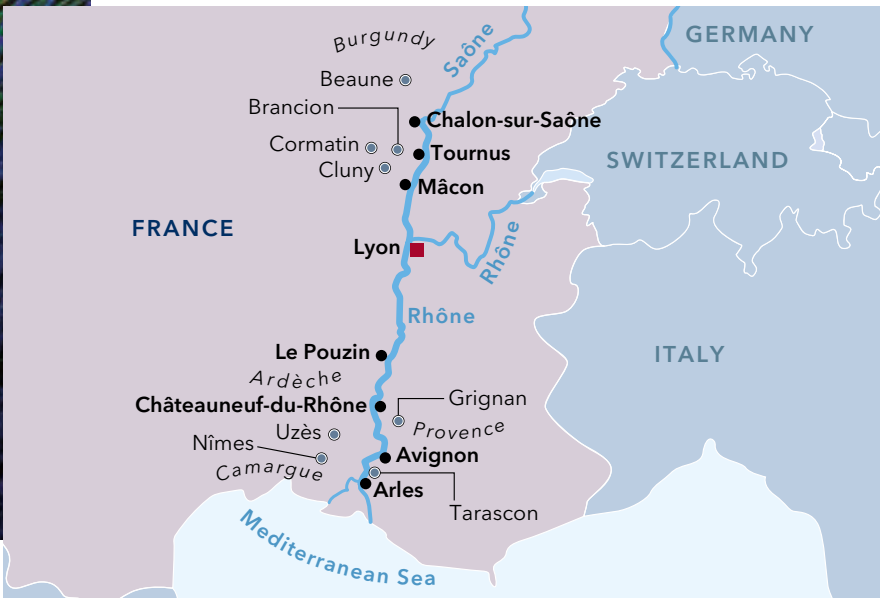 Burgundy
Saône
GERMANY
Beaune
Brancion
Chalon-sur-Saône
Cormatin
Tournus
SWITZERLAND
Cluny
Mâcon
FRANCE
Lyon
Rhône
Rhône
Le Pouzin
ITALY
Ardèche
Châteauneuf-du-Rhône
Grignan
Uzès
Provence
Nîmes
Avignon
Camargue
Arles
Tarascon
Mediterranean Sea